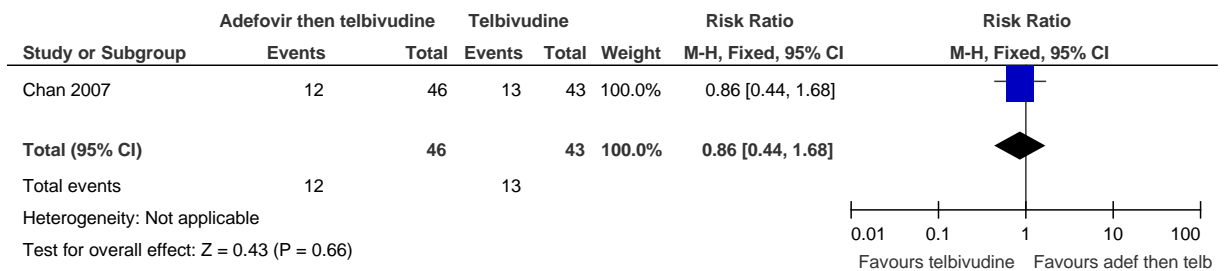 Adefovir then telbivudine Telbivudine Risk Ratio Risk Ratio
Study or Subgroup Events Total Events Total Weight M-H, Fixed, 95% CI M-H, Fixed, 95% CI
Chan 2007 12 46 13 43 100.0% 0.86 [0.44, 1.68]
Total (95% CI) 46 43 100.0% 0.86 [0.44, 1.68]
Total events 12 13
Heterogeneity: Not applicable
Test for overall effect: Z = 0.43 (P = 0.66)
0.01 0.1 1 10 100
Favours telbivudine Favours adef then telb